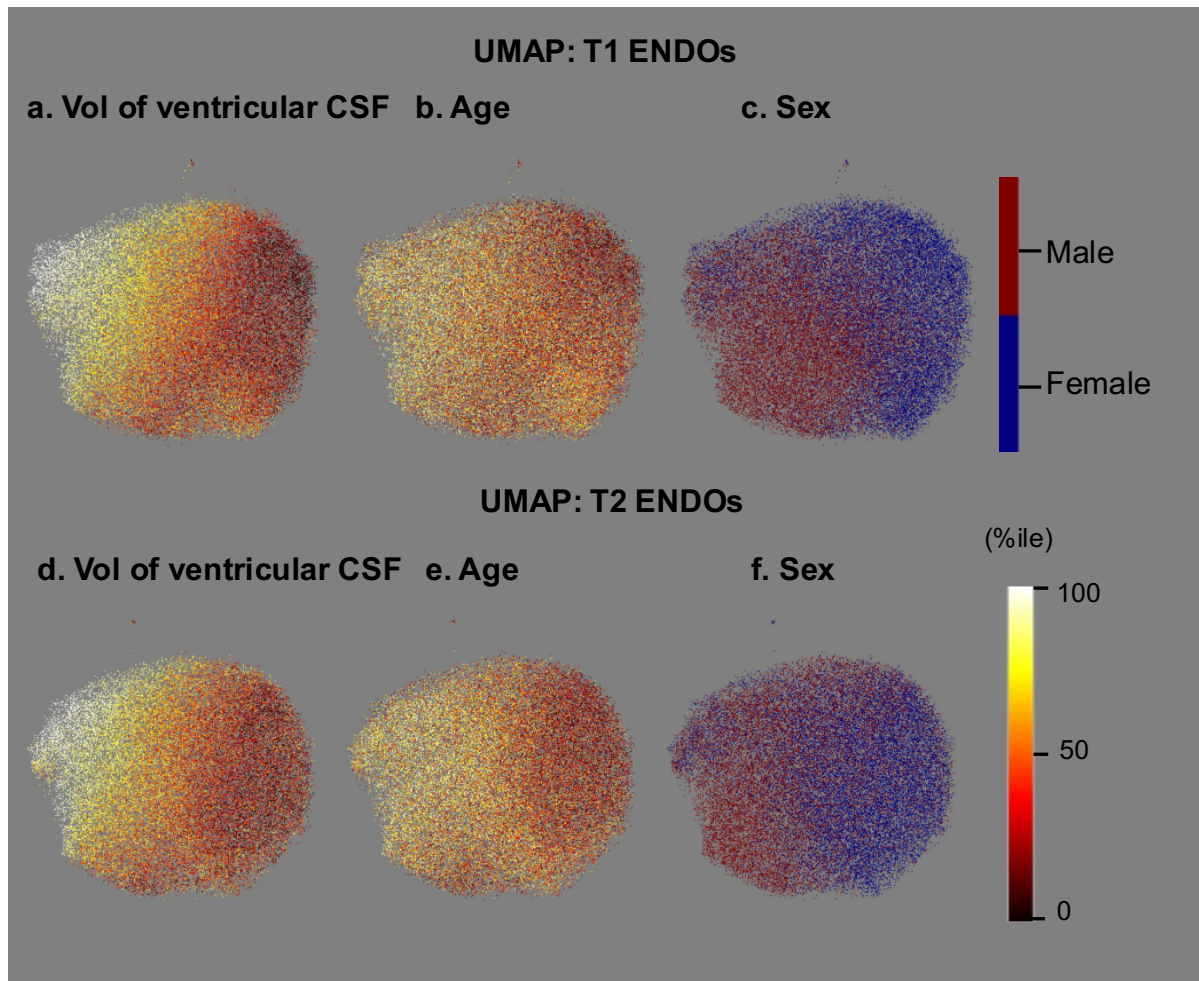 UMAP: T1 ENDOs
a. Vol of ventricular CSF b. Age c. Sex
Male
Female
UMAP: T2 ENDOs
(%ile)
d. Vol of ventricular CSF e. Age f. Sex
100
50
0